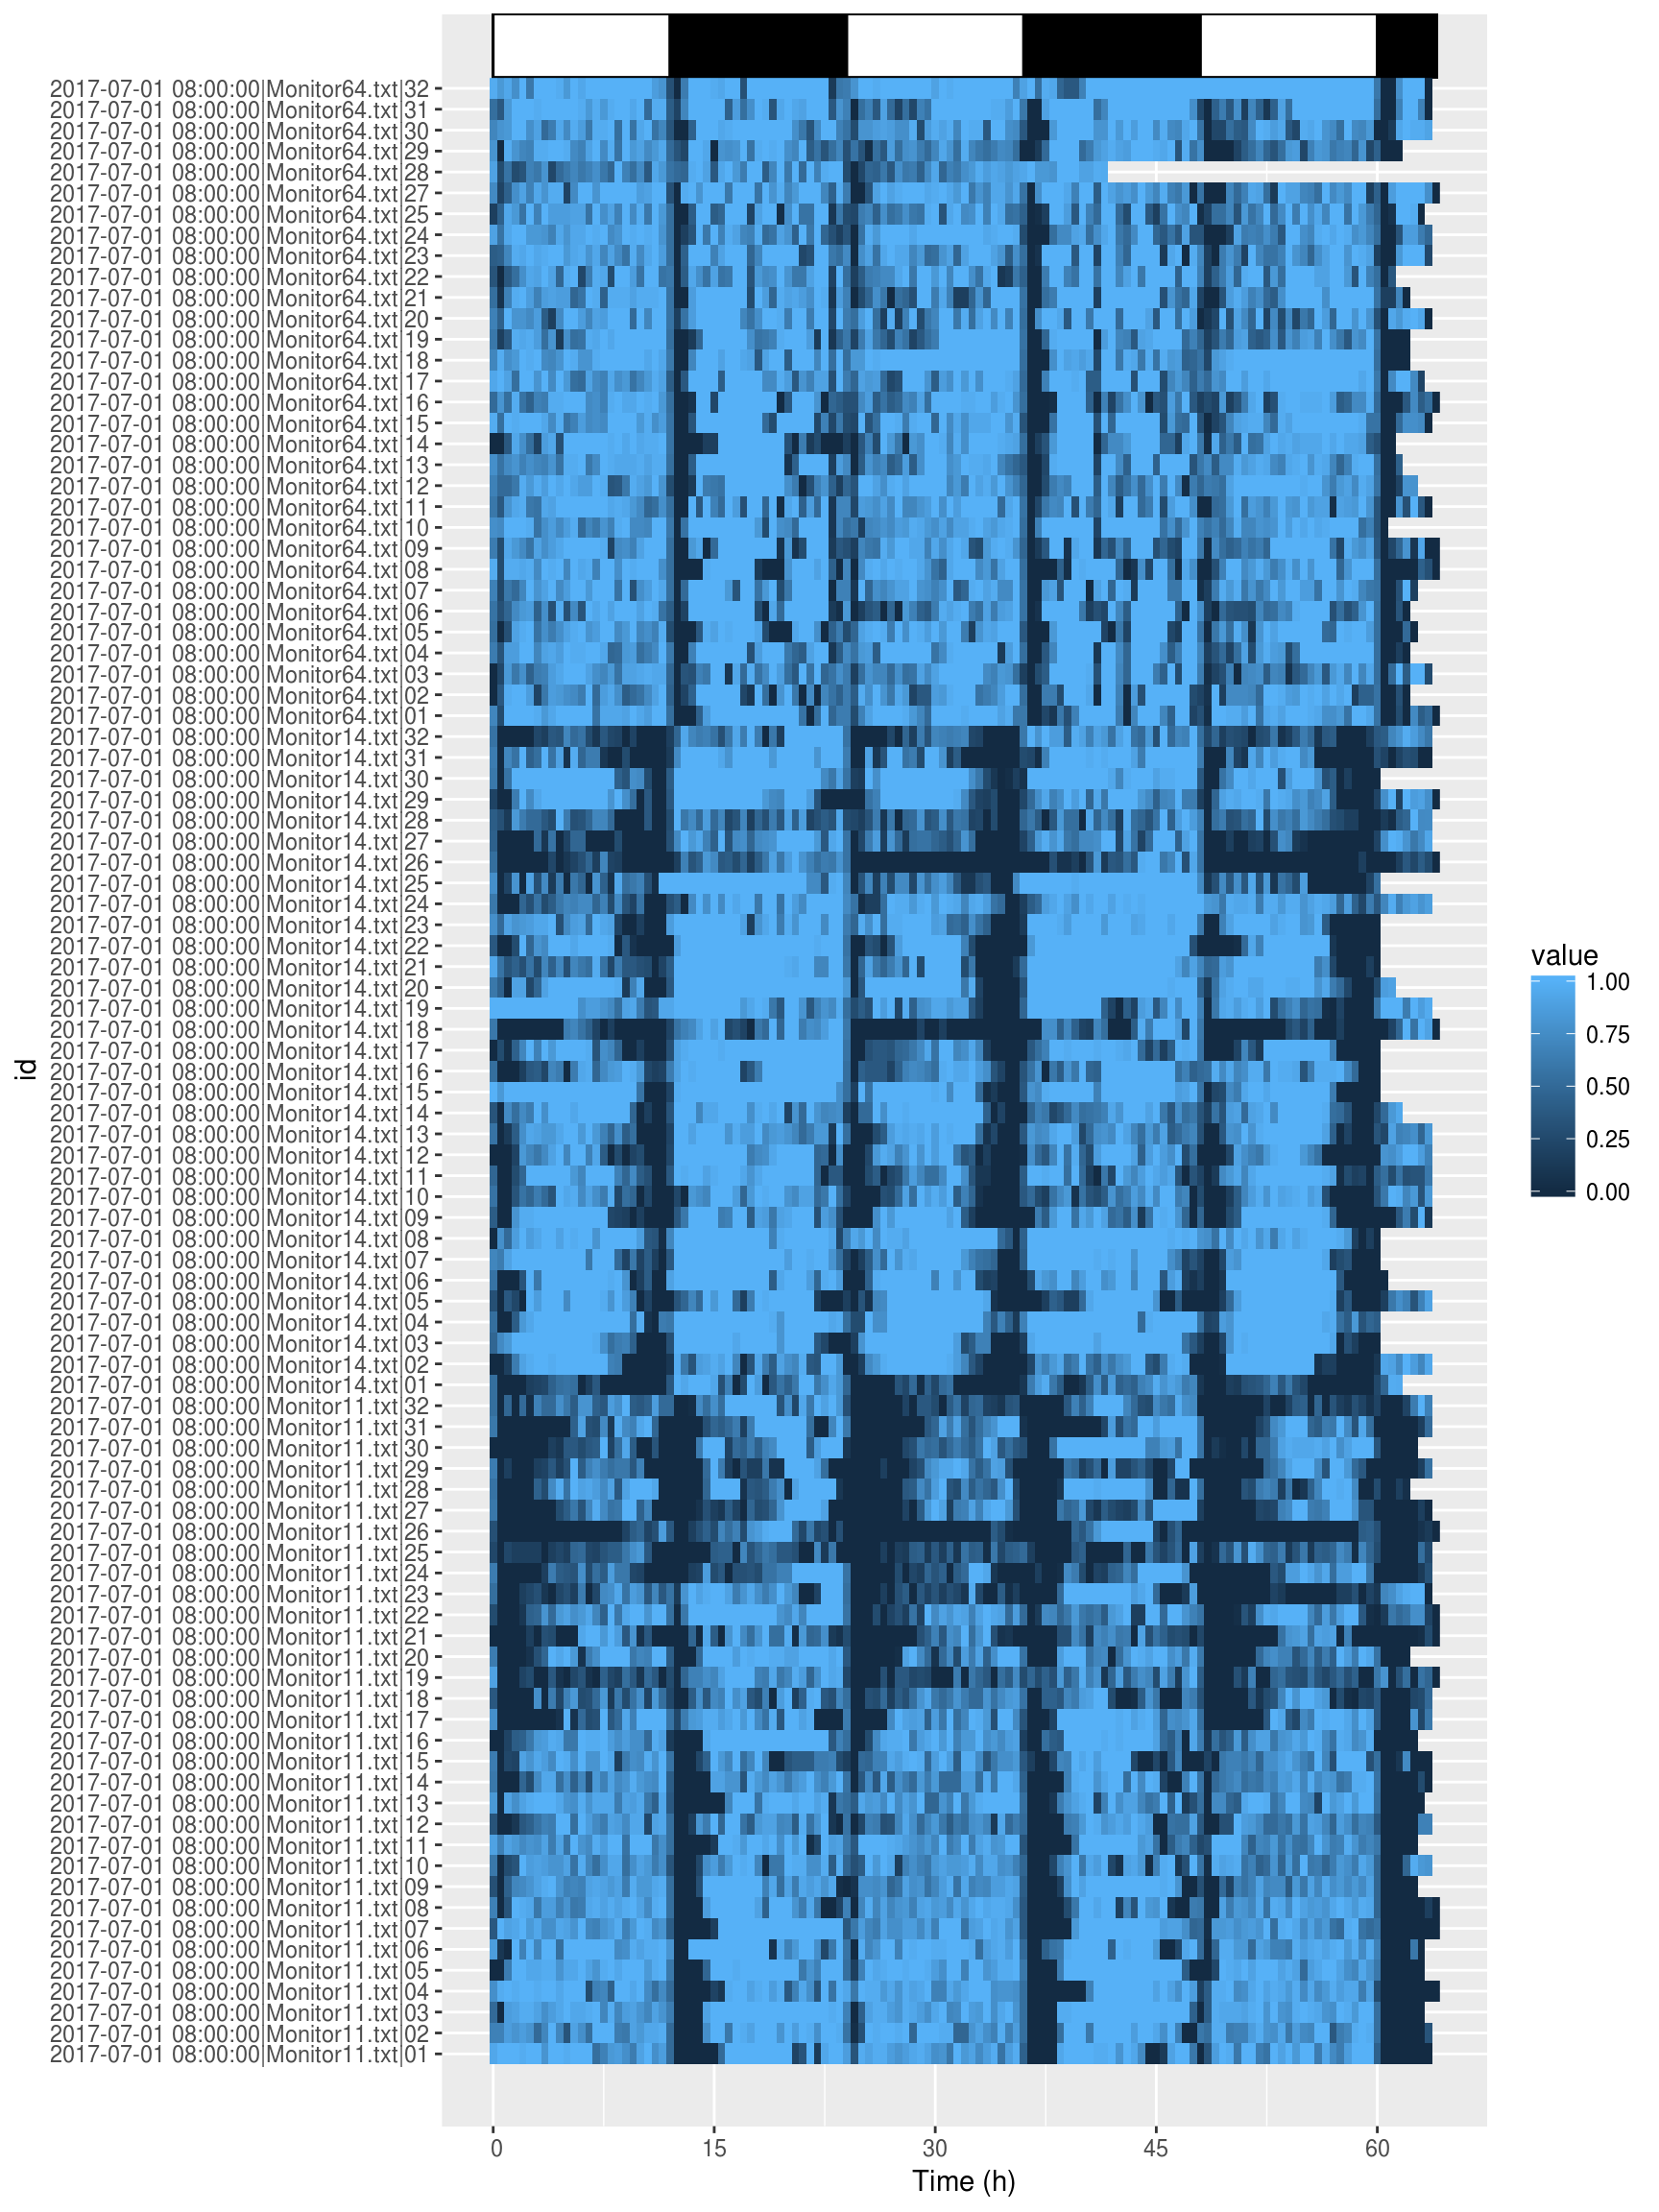 2017-07-01 08:00:00|Monitor64.txt|32
2017-07-01 08:00:00|Monitor64.txt|31
2017-07-01 08:00:00|Monitor64.txt|30
2017-07-01 08:00:00|Monitor64.txt|29
2017-07-01 08:00:00|Monitor64.txt|28
2017-07-01 08:00:00|Monitor64.txt|27
2017-07-01 08:00:00|Monitor64.txt|25
2017-07-01 08:00:00|Monitor64.txt|24
2017-07-01 08:00:00|Monitor64.txt|23
2017-07-01 08:00:00|Monitor64.txt|22
2017-07-01 08:00:00|Monitor64.txt|21
2017-07-01 08:00:00|Monitor64.txt|20
2017-07-01 08:00:00|Monitor64.txt|19
2017-07-01 08:00:00|Monitor64.txt|18
2017-07-01 08:00:00|Monitor64.txt|17
2017-07-01 08:00:00|Monitor64.txt|16
2017-07-01 08:00:00|Monitor64.txt|15
2017-07-01 08:00:00|Monitor64.txt|14
2017-07-01 08:00:00|Monitor64.txt|13
2017-07-01 08:00:00|Monitor64.txt|12
2017-07-01 08:00:00|Monitor64.txt|11
2017-07-01 08:00:00|Monitor64.txt|10
2017-07-01 08:00:00|Monitor64.txt|09
2017-07-01 08:00:00|Monitor64.txt|08
2017-07-01 08:00:00|Monitor64.txt|07
2017-07-01 08:00:00|Monitor64.txt|06
2017-07-01 08:00:00|Monitor64.txt|05
2017-07-01 08:00:00|Monitor64.txt|04
2017-07-01 08:00:00|Monitor64.txt|03
2017-07-01 08:00:00|Monitor64.txt|02
2017-07-01 08:00:00|Monitor64.txt|01
2017-07-01 08:00:00|Monitor14.txt|32
2017-07-01 08:00:00|Monitor14.txt|31
2017-07-01 08:00:00|Monitor14.txt|30
2017-07-01 08:00:00|Monitor14.txt|29
2017-07-01 08:00:00|Monitor14.txt|28
2017-07-01 08:00:00|Monitor14.txt|27
2017-07-01 08:00:00|Monitor14.txt|26
2017-07-01 08:00:00|Monitor14.txt|25
2017-07-01 08:00:00|Monitor14.txt|24
2017-07-01 08:00:00|Monitor14.txt|23
2017-07-01 08:00:00|Monitor14.txt|22
2017-07-01 08:00:00|Monitor14.txt|21
2017-07-01 08:00:00|Monitor14.txt|20
2017-07-01 08:00:00|Monitor14.txt|19
2017-07-01 08:00:00|Monitor14.txt|18
2017-07-01 08:00:00|Monitor14.txt|17
2017-07-01 08:00:00|Monitor14.txt|16
2017-07-01 08:00:00|Monitor14.txt|15
2017-07-01 08:00:00|Monitor14.txt|14
2017-07-01 08:00:00|Monitor14.txt|13
2017-07-01 08:00:00|Monitor14.txt|12
2017-07-01 08:00:00|Monitor14.txt|11
2017-07-01 08:00:00|Monitor14.txt|10
2017-07-01 08:00:00|Monitor14.txt|09
2017-07-01 08:00:00|Monitor14.txt|08
2017-07-01 08:00:00|Monitor14.txt|07
2017-07-01 08:00:00|Monitor14.txt|06
2017-07-01 08:00:00|Monitor14.txt|05
2017-07-01 08:00:00|Monitor14.txt|04
2017-07-01 08:00:00|Monitor14.txt|03
2017-07-01 08:00:00|Monitor14.txt|02
2017-07-01 08:00:00|Monitor14.txt|01
2017-07-01 08:00:00|Monitor11.txt|32
2017-07-01 08:00:00|Monitor11.txt|31
2017-07-01 08:00:00|Monitor11.txt|30
2017-07-01 08:00:00|Monitor11.txt|29
2017-07-01 08:00:00|Monitor11.txt|28
2017-07-01 08:00:00|Monitor11.txt|27
2017-07-01 08:00:00|Monitor11.txt|26
2017-07-01 08:00:00|Monitor11.txt|25
2017-07-01 08:00:00|Monitor11.txt|24
2017-07-01 08:00:00|Monitor11.txt|23
2017-07-01 08:00:00|Monitor11.txt|22
2017-07-01 08:00:00|Monitor11.txt|21
2017-07-01 08:00:00|Monitor11.txt|20
2017-07-01 08:00:00|Monitor11.txt|19
2017-07-01 08:00:00|Monitor11.txt|18
2017-07-01 08:00:00|Monitor11.txt|17
2017-07-01 08:00:00|Monitor11.txt|16
2017-07-01 08:00:00|Monitor11.txt|15
2017-07-01 08:00:00|Monitor11.txt|14
2017-07-01 08:00:00|Monitor11.txt|13
2017-07-01 08:00:00|Monitor11.txt|12
2017-07-01 08:00:00|Monitor11.txt|11
2017-07-01 08:00:00|Monitor11.txt|10
2017-07-01 08:00:00|Monitor11.txt|09
2017-07-01 08:00:00|Monitor11.txt|08
2017-07-01 08:00:00|Monitor11.txt|07
2017-07-01 08:00:00|Monitor11.txt|06
2017-07-01 08:00:00|Monitor11.txt|05
2017-07-01 08:00:00|Monitor11.txt|04
2017-07-01 08:00:00|Monitor11.txt|03
2017-07-01 08:00:00|Monitor11.txt|02
2017-07-01 08:00:00|Monitor11.txt|01
id
0 15 30 45 60
Time (h)
value
1.00
0.75
0.50
0.25
0.00